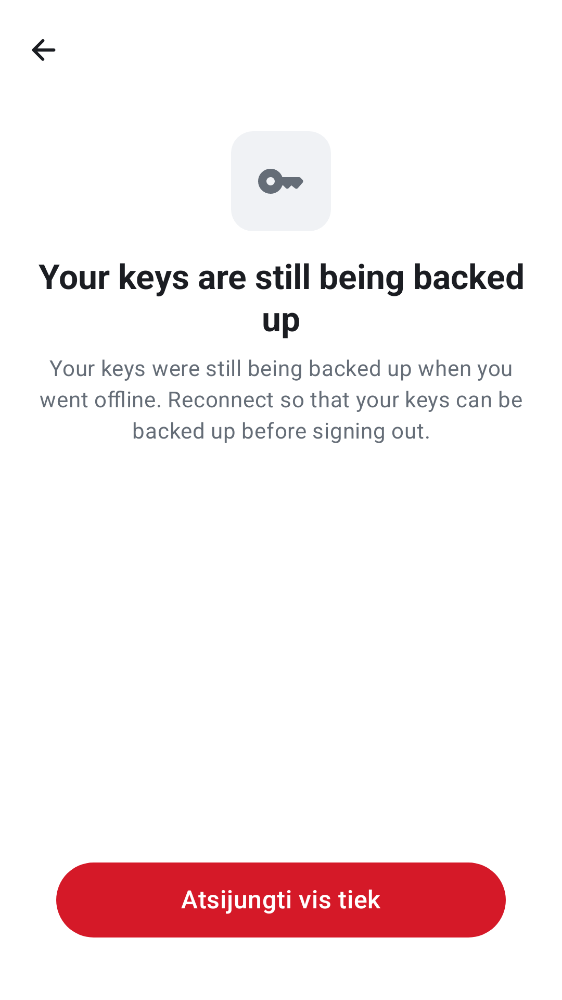 Your keys are still being backed
up
Your keys were still being backed up when you
went offline. Reconnect so that your keys can be
backed up before signing out.
Atsijungti vis tiek